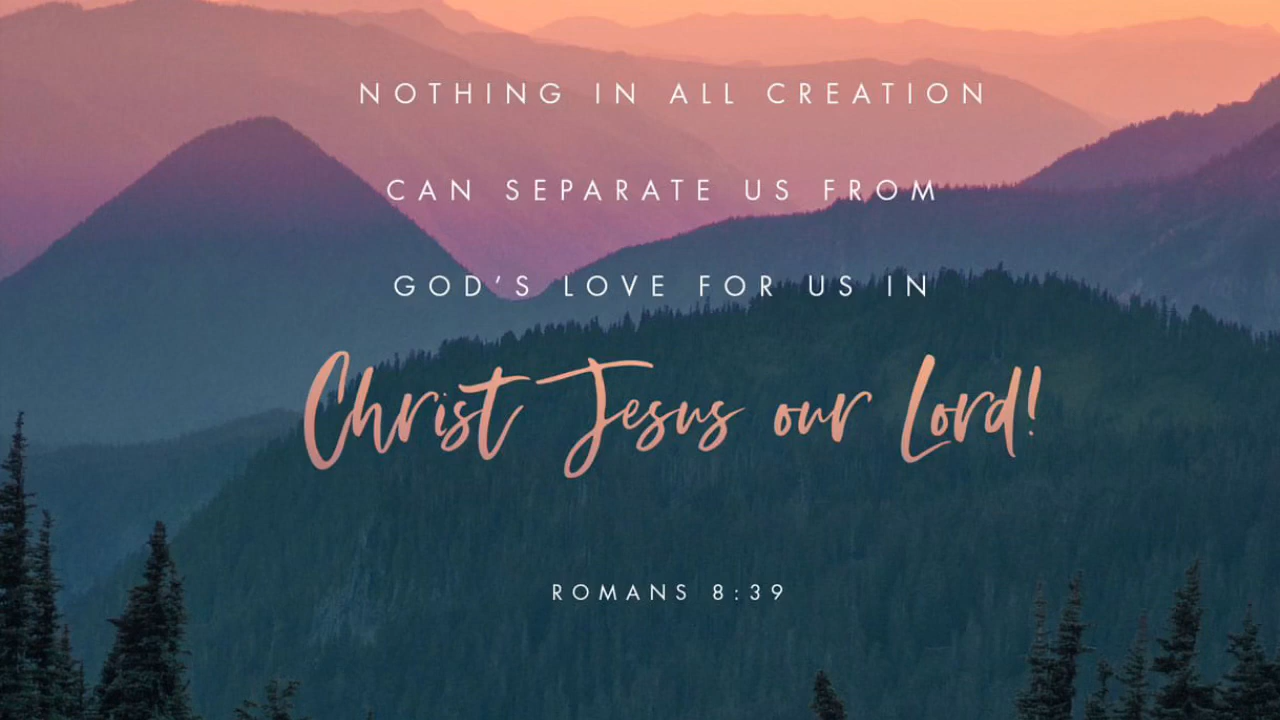 NOTHING IN ALL CREATION
CAN SEPARATE US FROM
GOD’S LOVE FOR US IN
Christ Jesus our Lord!
ROMANS 8:39